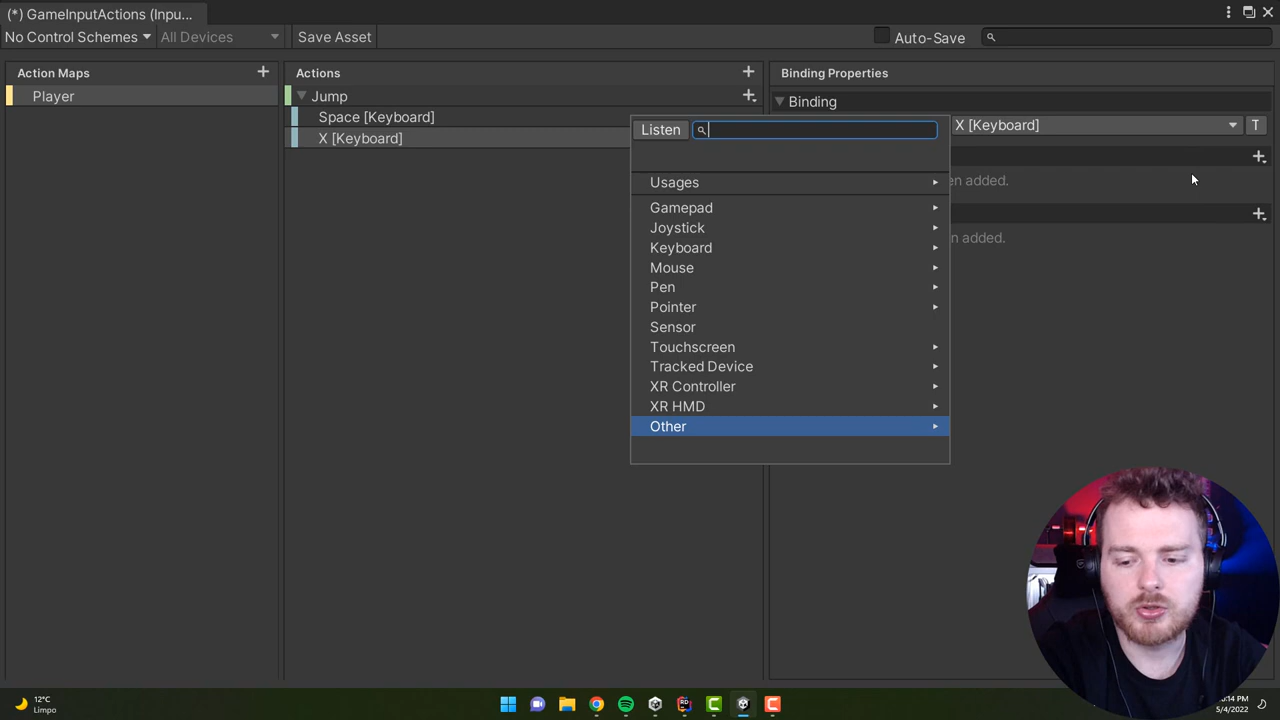 (*) GameInputActions (Inpu...
No Control Schemes
All Devices
Save Asset
Auto-Save
Action Maps
Actions
Binding Properties
Player
Jump
Binding
Space [Keyboard]
X [Keyboard]
X [Keyboard]
T
Listen
Usages
en added.
Gamepad
Joystick
n added.
Keyboard
Mouse
Pen
Pointer
Sensor
Touchscreen
Tracked Device
XR Controller
XR HMD
Other
12°C
Limpo
:14 PM
5/4/2022